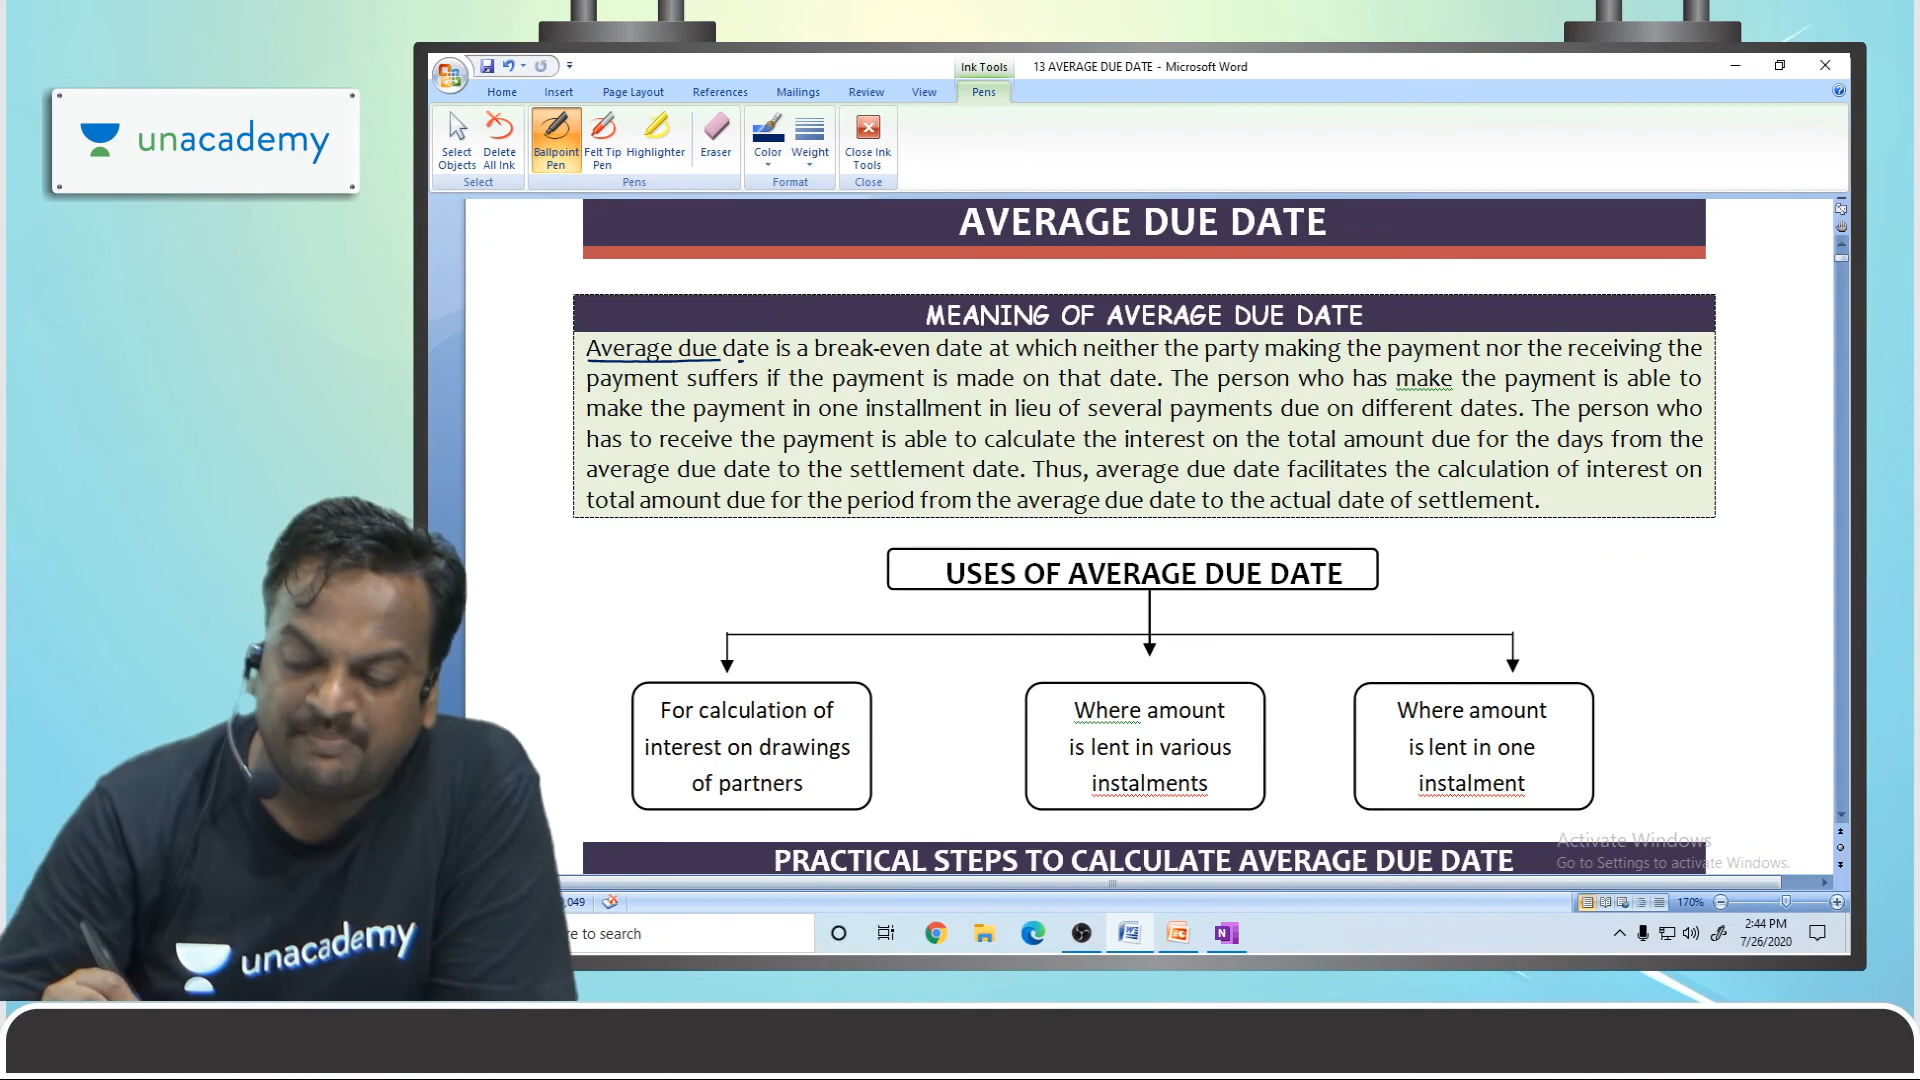 unacademy
Ink Tools
13 AVERAGE DUE DATE - Microsoft Word
Home Insert Page Layout References Mailings Review View Pens
Select Objects
Delete All Ink
Ballpoint Pen
Felt Tip Pen
Highlighter
Eraser
Color
Weight
Close Ink Tools
Select Pens Format Close
AVERAGE DUE DATE
MEANING OF AVERAGE DUE DATE
Average due date is a break-even date at which neither the party making the payment nor the receiving the
payment suffers if the payment is made on that date. The person who has make the payment is able to
make the payment in one installment in lieu of several payments due on different dates. The person who
has to receive the payment is able to calculate the interest on the total amount due for the days from the
average due date to the settlement date. Thus, average due date facilitates the calculation of interest on
total amount due for the period from the average due date to the actual date of settlement.
USES OF AVERAGE DUE DATE
For calculation of
interest on drawings
of partners
Where amount
is lent in various
instalments
Where amount
is lent in one
instalment
Activate Windows
Go to Settings to activate Windows.
PRACTICAL STEPS TO CALCULATE AVERAGE DUE DATE
,049
170%
re to search
2:44 PM
7/26/2020
unacademy